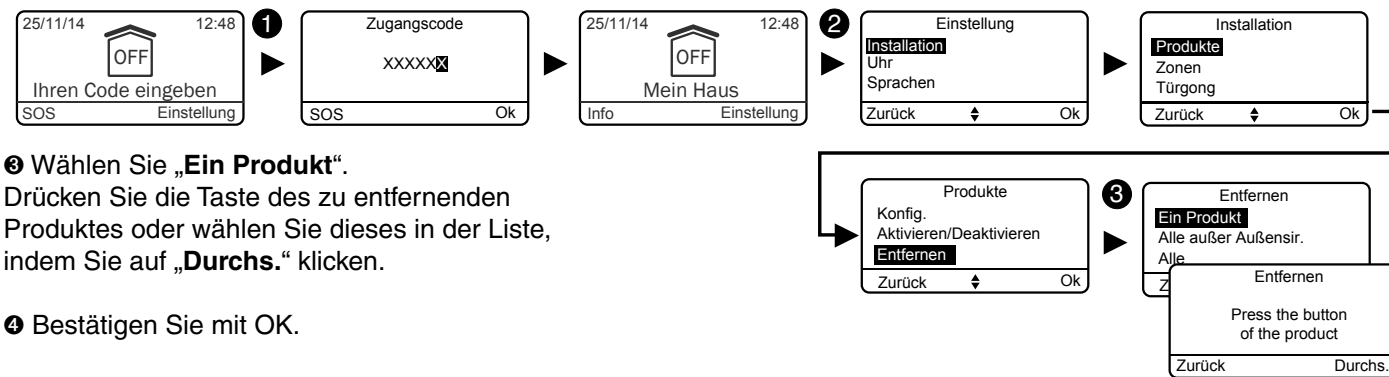 25/11/14 12:48
OFF
Ihren Code eingeben
SOS Einstellung
❶
Zugangscode
XXXXXX
SOS Ok
25/11/14 12:48
OFF
Mein Haus
Info Einstellung
❷
Einstellung
Installation
Uhr
Sprachen
Zurück Ok
Installation
Produkte
Zonen
Türgong
Zurück Ok
❸ Wählen Sie „Ein Produkt“.
Drücken Sie die Taste des zu entfernenden
Produktes oder wählen Sie dieses in der Liste,
indem Sie auf „Durchs.“ klicken.
❹ Bestätigen Sie mit OK.
Produkte
Konfig.
Aktivieren/Deaktivieren
Entfernen
Zurück Ok
❸
Entfernen
Ein Produkt
Alle außer Außensir.
Alle
Z
Entfernen
Press the button
of the product
Zurück Durchs.